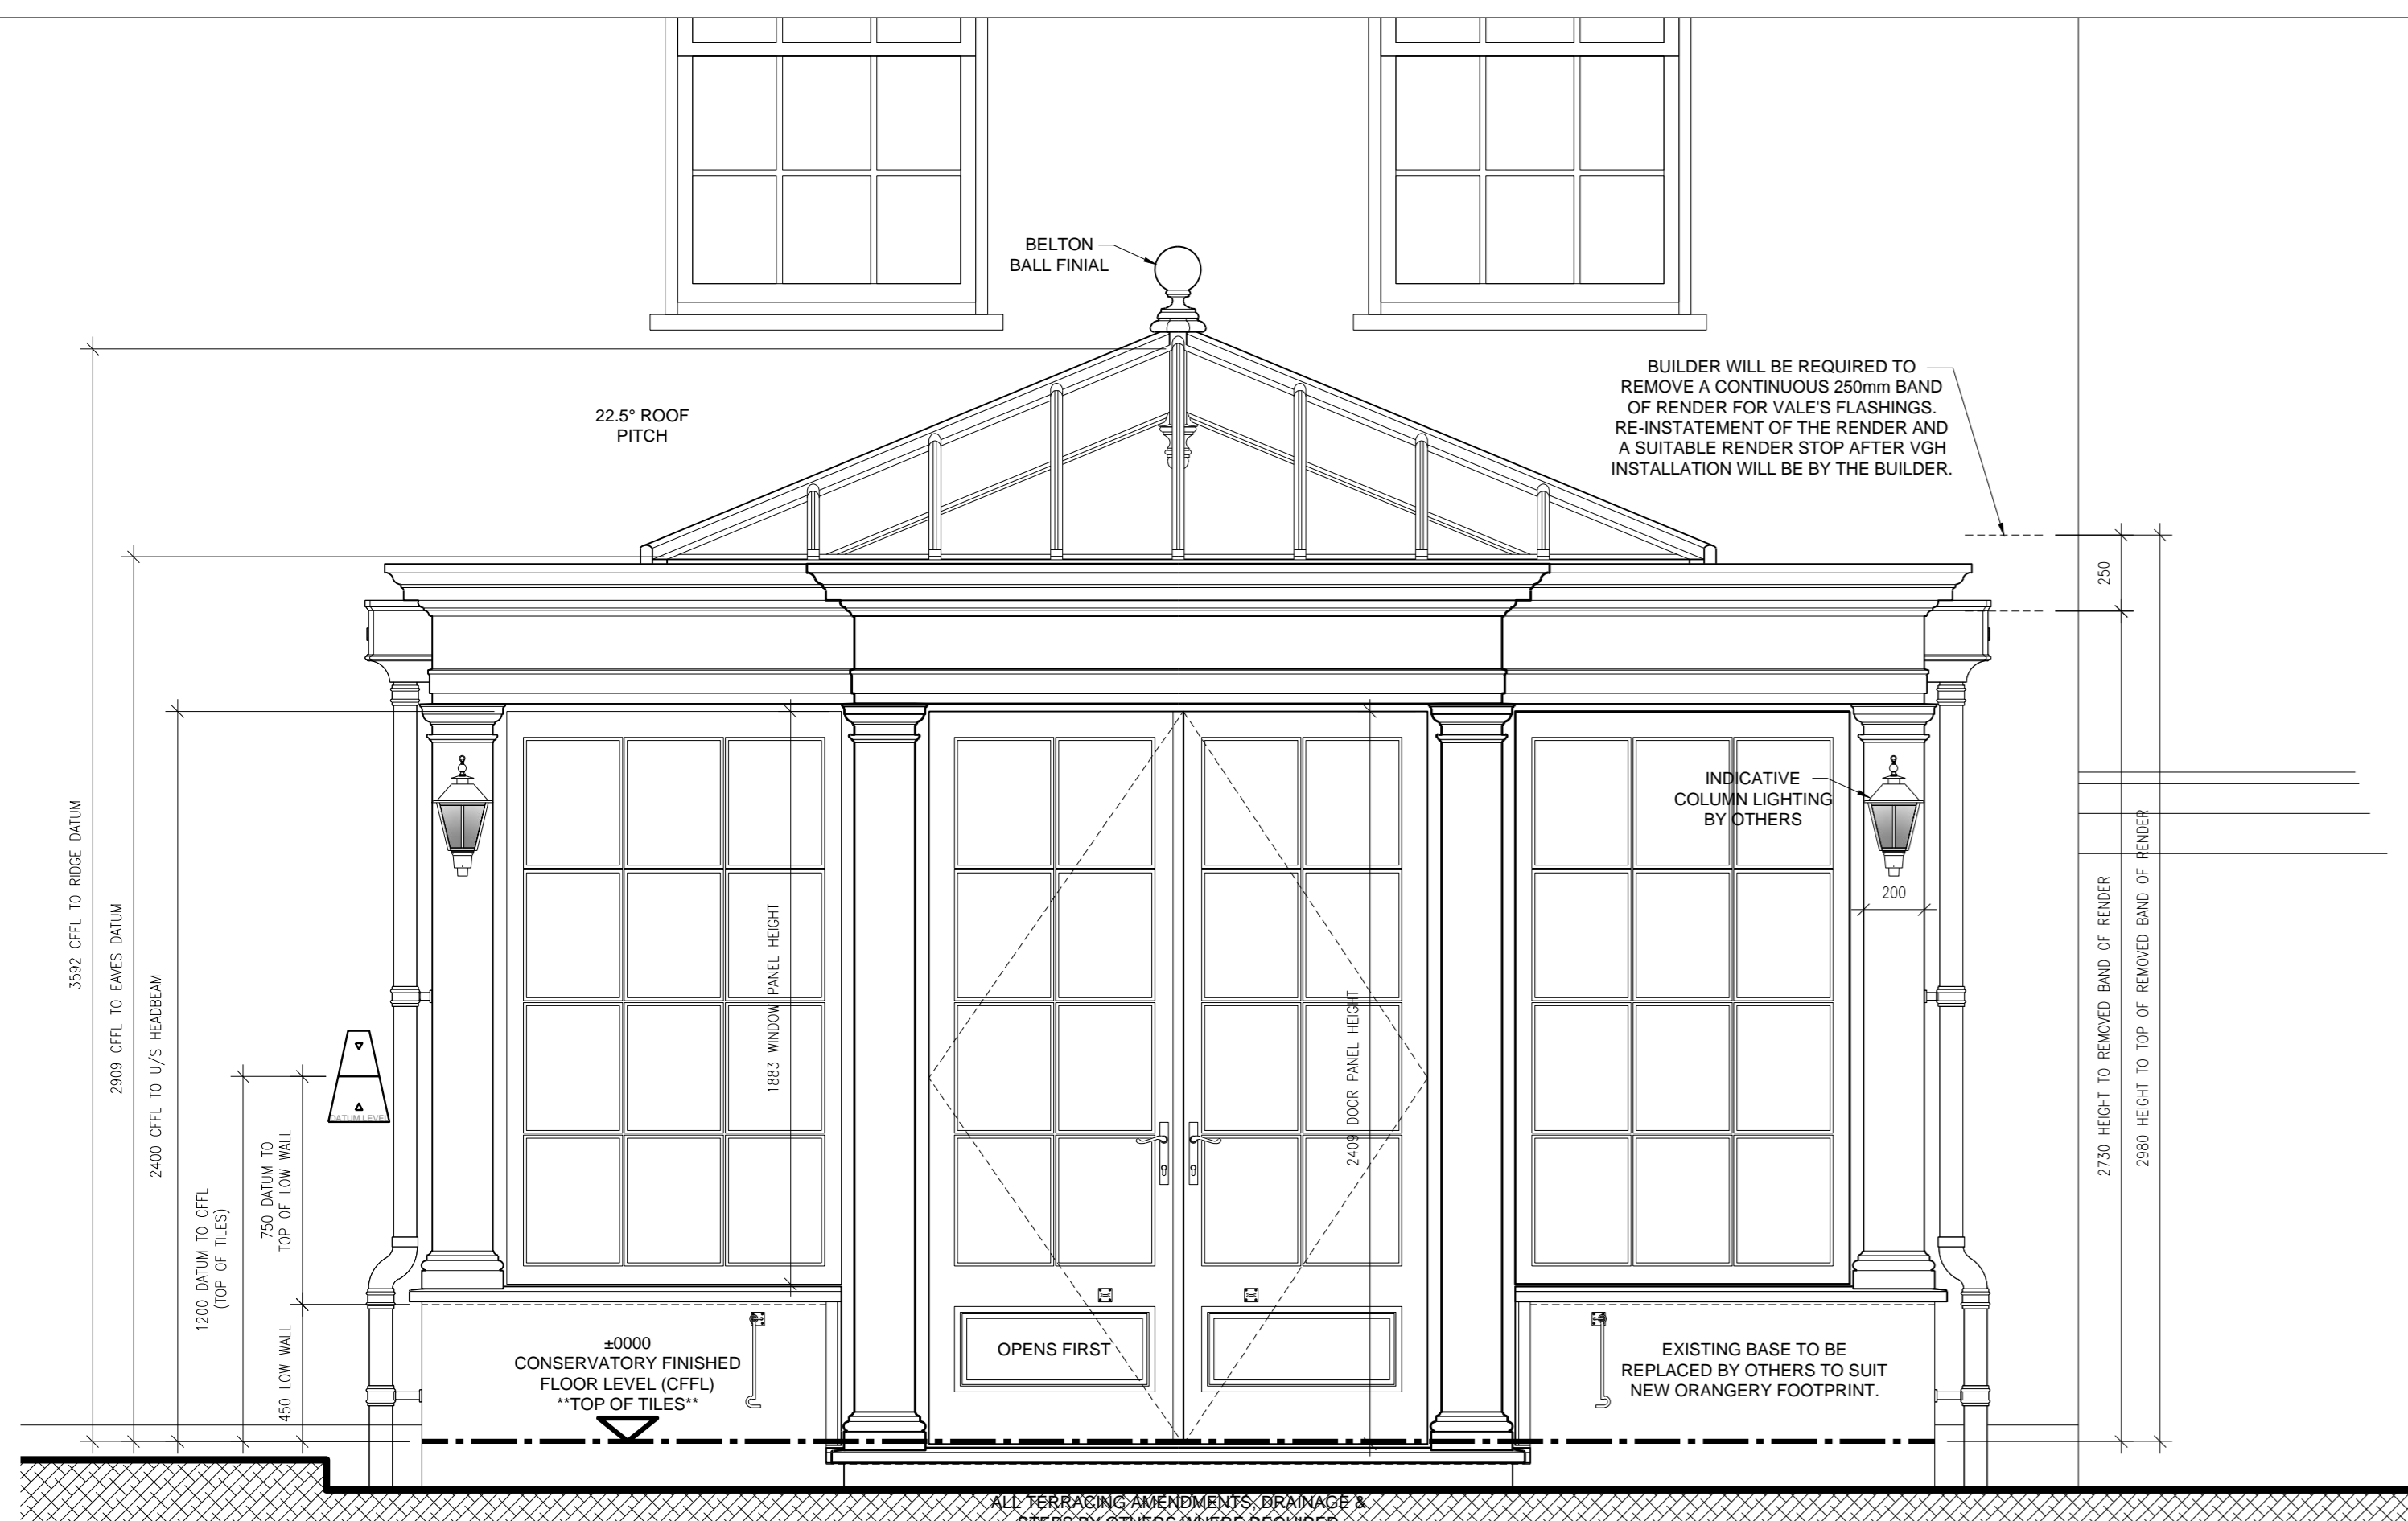 BELTON
BALL FINIAL
22.5° ROOF
PITCH
BUILDER WILL BE REQUIRED TO
REMOVE A CONTINUOUS 250mm BAND
OF RENDER FOR VALE'S FLASHINGS.
RE-INSTATEMENT OF THE RENDER AND
A SUITABLE RENDER STOP AFTER VGH
INSTALLATION WILL BE BY THE BUILDER.
250
INDICATIVE
COLUMN LIGHTING
BY OTHERS
200
3592 CFFL TO RIDGE DATUM
2909 CFFL TO EAVES DATUM
2400 CFFL TO U/S HEADBEAM
1200 DATUM TO CFFL
(TOP OF TILES)
750 DATUM TO
TOP OF LOW WALL
450 LOW WALL
DATUM LEVEL
1883 WINDOW PANEL HEIGHT
2409 DOOR PANEL HEIGHT
2730 HEIGHT TO REMOVED BAND OF RENDER
2980 HEIGHT TO TOP OF REMOVED BAND OF RENDER
±0000
CONSERVATORY FINISHED
FLOOR LEVEL (CFFL)
**TOP OF TILES**
OPENS FIRST
EXISTING BASE TO BE
REPLACED BY OTHERS TO SUIT
NEW ORANGERY FOOTPRINT.
ALL TERRACING AMENDMENTS, DRAINAGE &
STEPS BY OTHERS WHERE REQUIRED